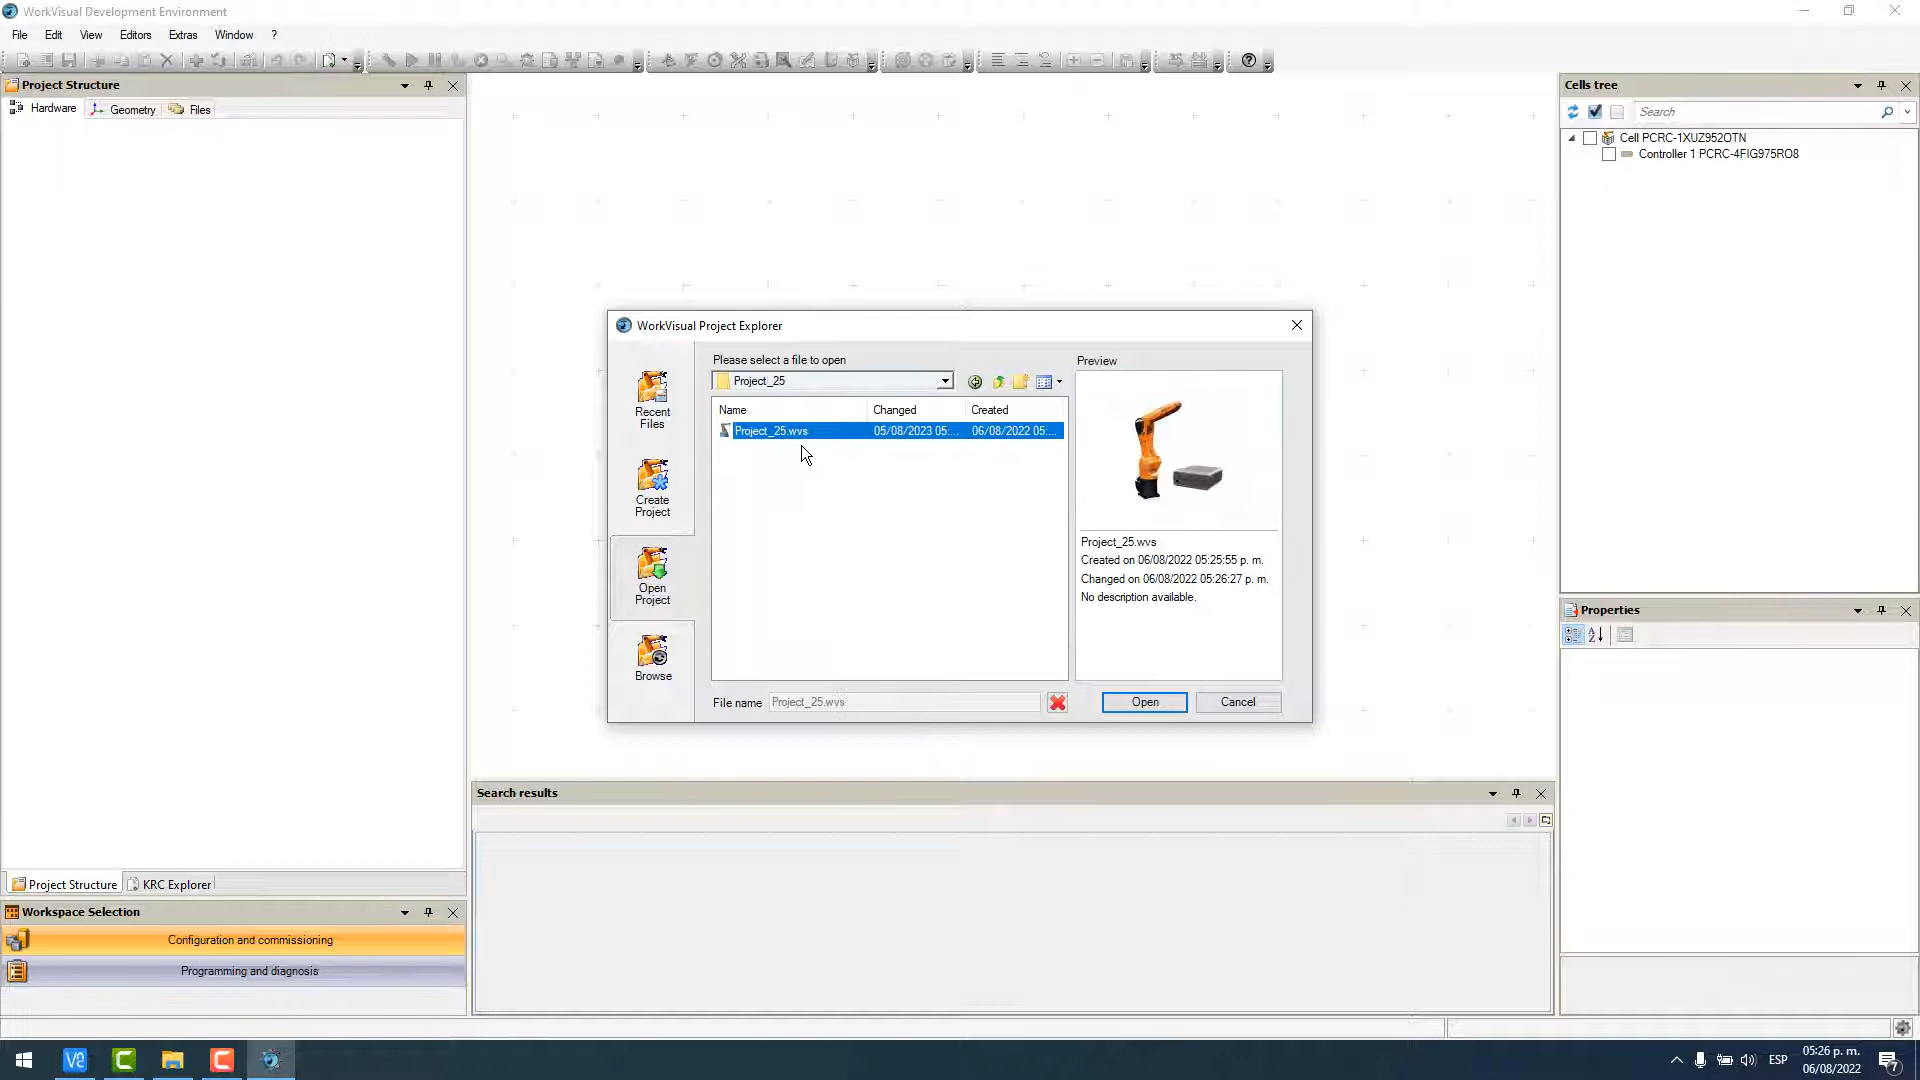 WorkVisual Development Environment
File Edit View Editors Extras Window ?
Project Structure
Hardware Geometry Files
Cells tree
Search
Cell PCRC-1XUZ952OTN
Controller 1 PCRC-4FIG975RO8
WorkVisual Project Explorer
Please select a file to open
Project_25
Name Changed Created
Project_25.wvs 05/08/2023 05:... 06/08/2022 05:...
Recent Files
Create Project
Open Project
Browse
Preview
Project_25.wvs
Created on 06/08/2022 05:25:55 p. m.
Changed on 06/08/2022 05:26:27 p. m.
No description available.
File name Project_25.wvs
Open Cancel
Properties
Search results
Project Structure KRC Explorer
Workspace Selection
Configuration and commissioning
Programming and diagnosis
ESP
05:26 p. m.
06/08/2022
7